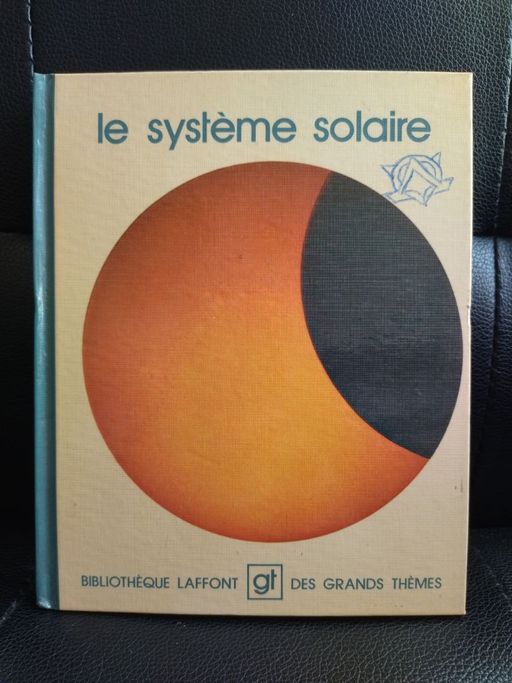 le système solaire
BIBLIOTHÈQUE LAFFONT gt DES GRANDS THÈMES